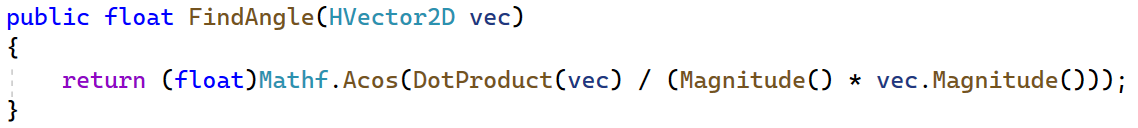 public float FindAngle(HVector2D vec)
{
    return (float)Mathf.Acos(DotProduct(vec) / (Magnitude() * vec.Magnitude()));
}